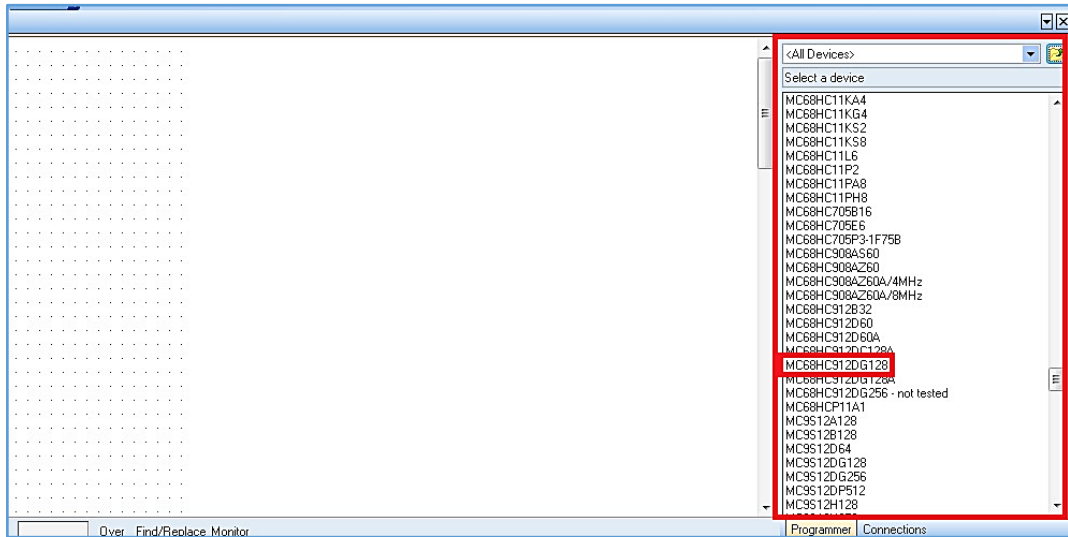 <All Devices>
Select a device
MC68HC11KA4
MC68HC11KG4
MC68HC11KS2
MC68HC11KS8
MC68HC11L6
MC68HC11P2
MC68HC11PA8
MC68HC11PH8
MC68HC705B16
MC68HC705E6
MC68HC705P3-1F75B
MC68HC908AS60
MC68HC908AZ60
MC68HC908AZ60A/4MHz
MC68HC908AZ60A/8MHz
MC68HC912B32
MC68HC912D60
MC68HC912D60A
MC68HC912DC128A
MC68HC912DG128
MC68HC912DG128A
MC68HC912DG256 - not tested
MC68HCP11A1
MC9S12A128
MC9S12B128
MC9S12D64
MC9S12DG128
MC9S12DG256
MC9S12DP512
MC9S12H128
Over Find/Replace Monitor
Programmer Connections